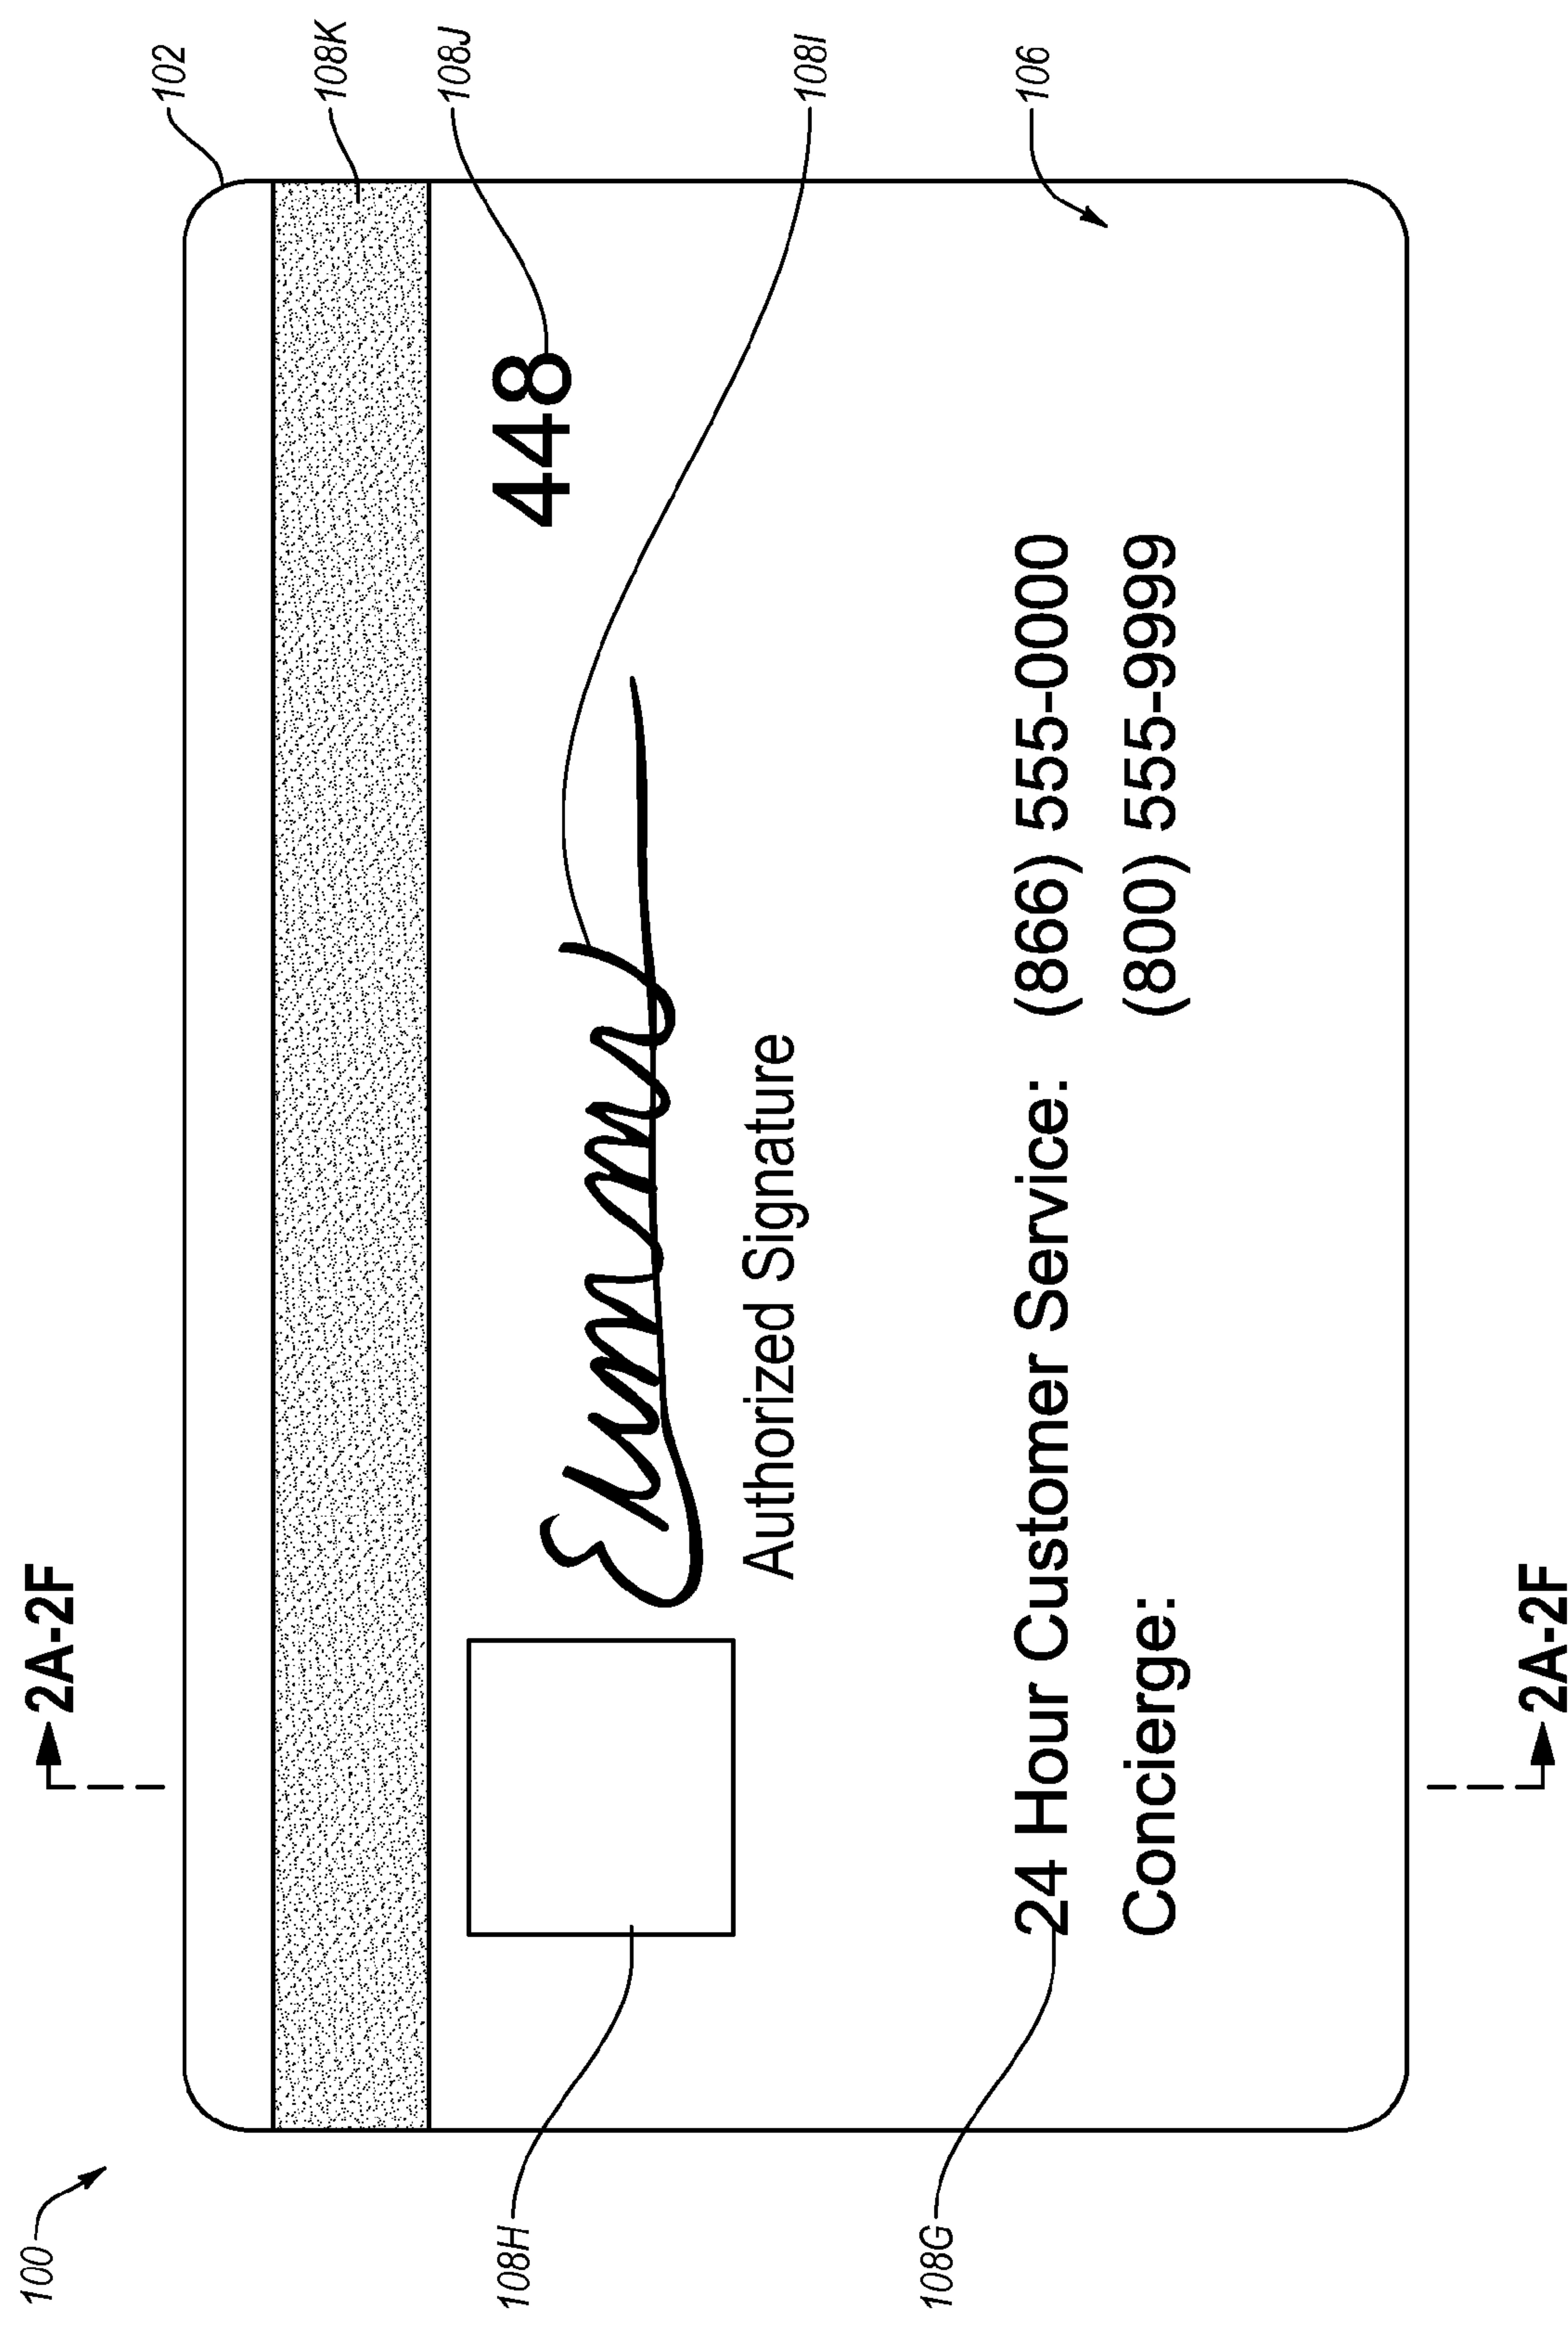 100
2A-2F
102
108K
108J
448
108I
108H
Authorized Signature
106
108G
24 Hour Customer Service: (866) 555-0000
Concierge: (800) 555-9999
2A-2F